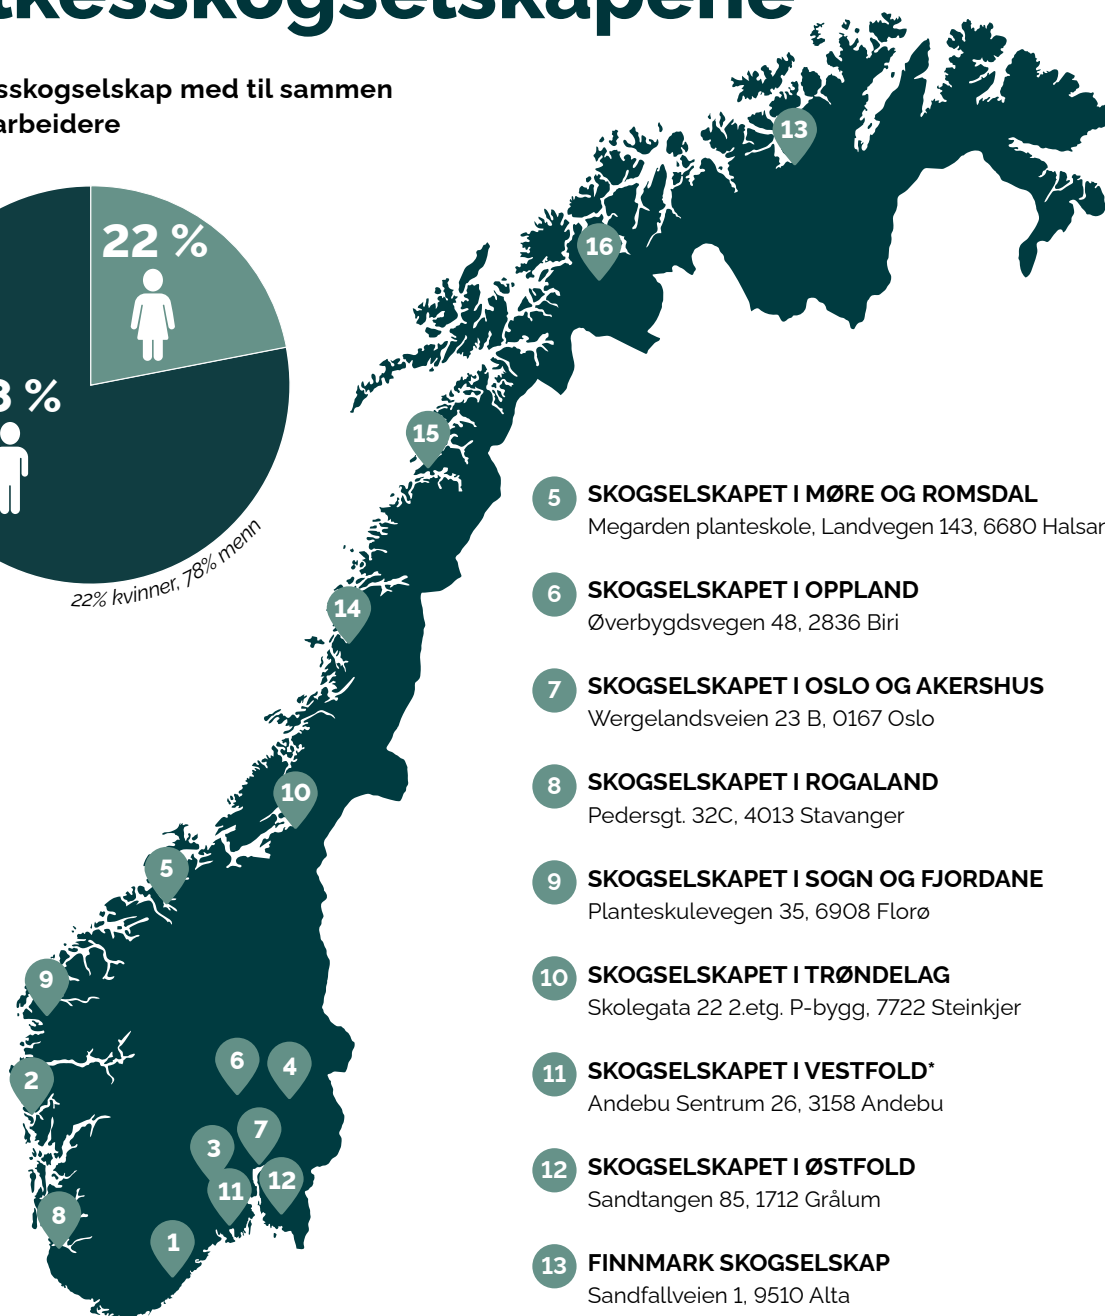 kesskogselskapene
sskogselskap med til sammen
arbeidere
22 %
8 %
22% kvinner, 78% menn
13
16
15
14
10
5
9
2
6
4
7
3
11
12
8
1
5 SKOGSELSKAPET I MØRE OG ROMSDAL
Megarden planteskole, Landvegen 143, 6680 Halsan
6 SKOGSELSKAPET I OPPLAND
Øverbygdsvegen 48, 2836 Biri
7 SKOGSELSKAPET I OSLO OG AKERSHUS
Wergelandsveien 23 B, 0167 Oslo
8 SKOGSELSKAPET I ROGALAND
Pedersgt. 32C, 4013 Stavanger
9 SKOGSELSKAPET I SOGN OG FJORDANE
Planteskulevegen 35, 6908 Florø
10 SKOGSELSKAPET I TRØNDELAG
Skolegata 22 2.etg. P-bygg, 7722 Steinkjer
11 SKOGSELSKAPET I VESTFOLD*
Andebu Sentrum 26, 3158 Andebu
12 SKOGSELSKAPET I ØSTFOLD
Sandtangen 85, 1712 Grålum
13 FINNMARK SKOGSELSKAP
Sandfallveien 1, 9510 Alta